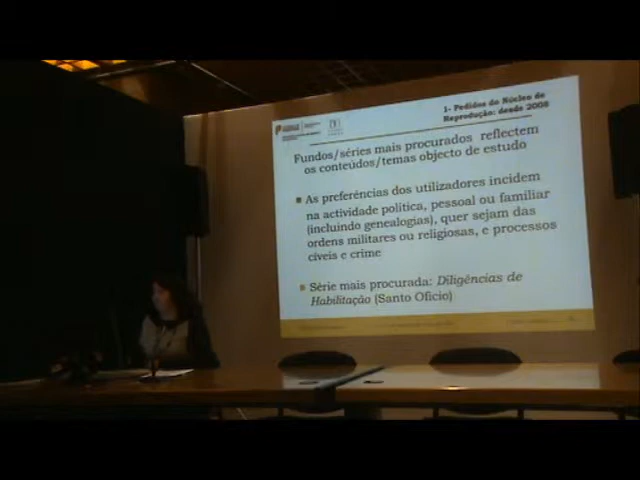 1- Pedidos do Núcleo de
Reprodução: desde 2008
Fundos/séries mais procurados reflectem
os conteúdos/temas objecto de estudo
As preferências dos utilizadores incidem
na actividade política, pessoal ou familiar
(incluindo genealogias), quer sejam das
ordens militares ou religiosas, e processos
cíveis e crime
Série mais procurada: Diligências de
Habilitação (Santo Ofício)